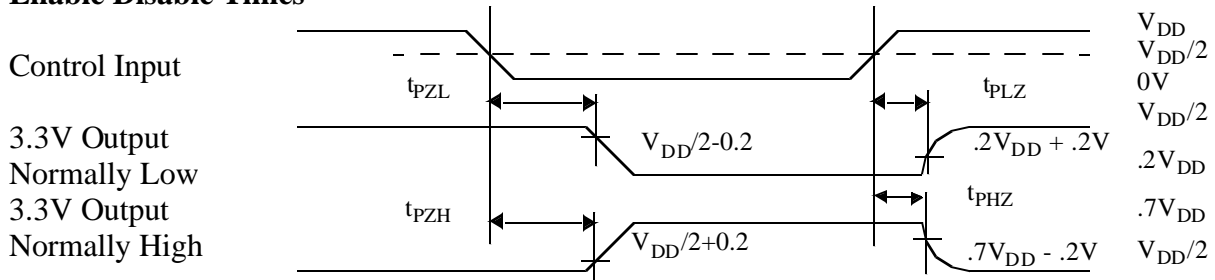 Enable Disable Times
Control Input
V_DD
V_DD/2
0V
t_PZL
t_PLZ
V_DD/2
3.3V Output
Normally Low
V_DD/2-0.2
.2V_DD + .2V
.2V_DD
3.3V Output
Normally High
t_PZH
t_PHZ
V_DD/2+0.2
.7V_DD - .2V
.7V_DD
V_DD/2